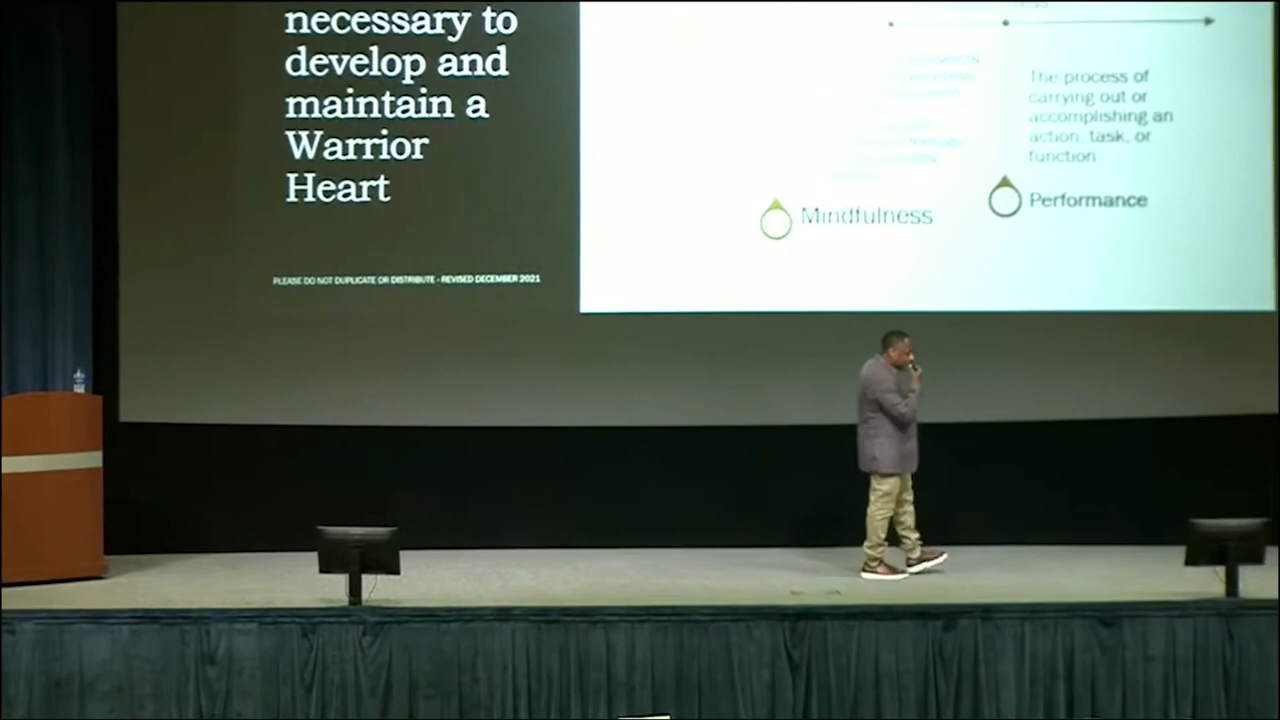 necessary to
develop and
maintain a
Warrior
Heart
PLEASE DO NOT DUPLICATE OR DISTRIBUTE - REVISED DECEMBER 2021
The process of
carrying out or
accomplishing an
action, task, or
function
Mindfulness
Performance